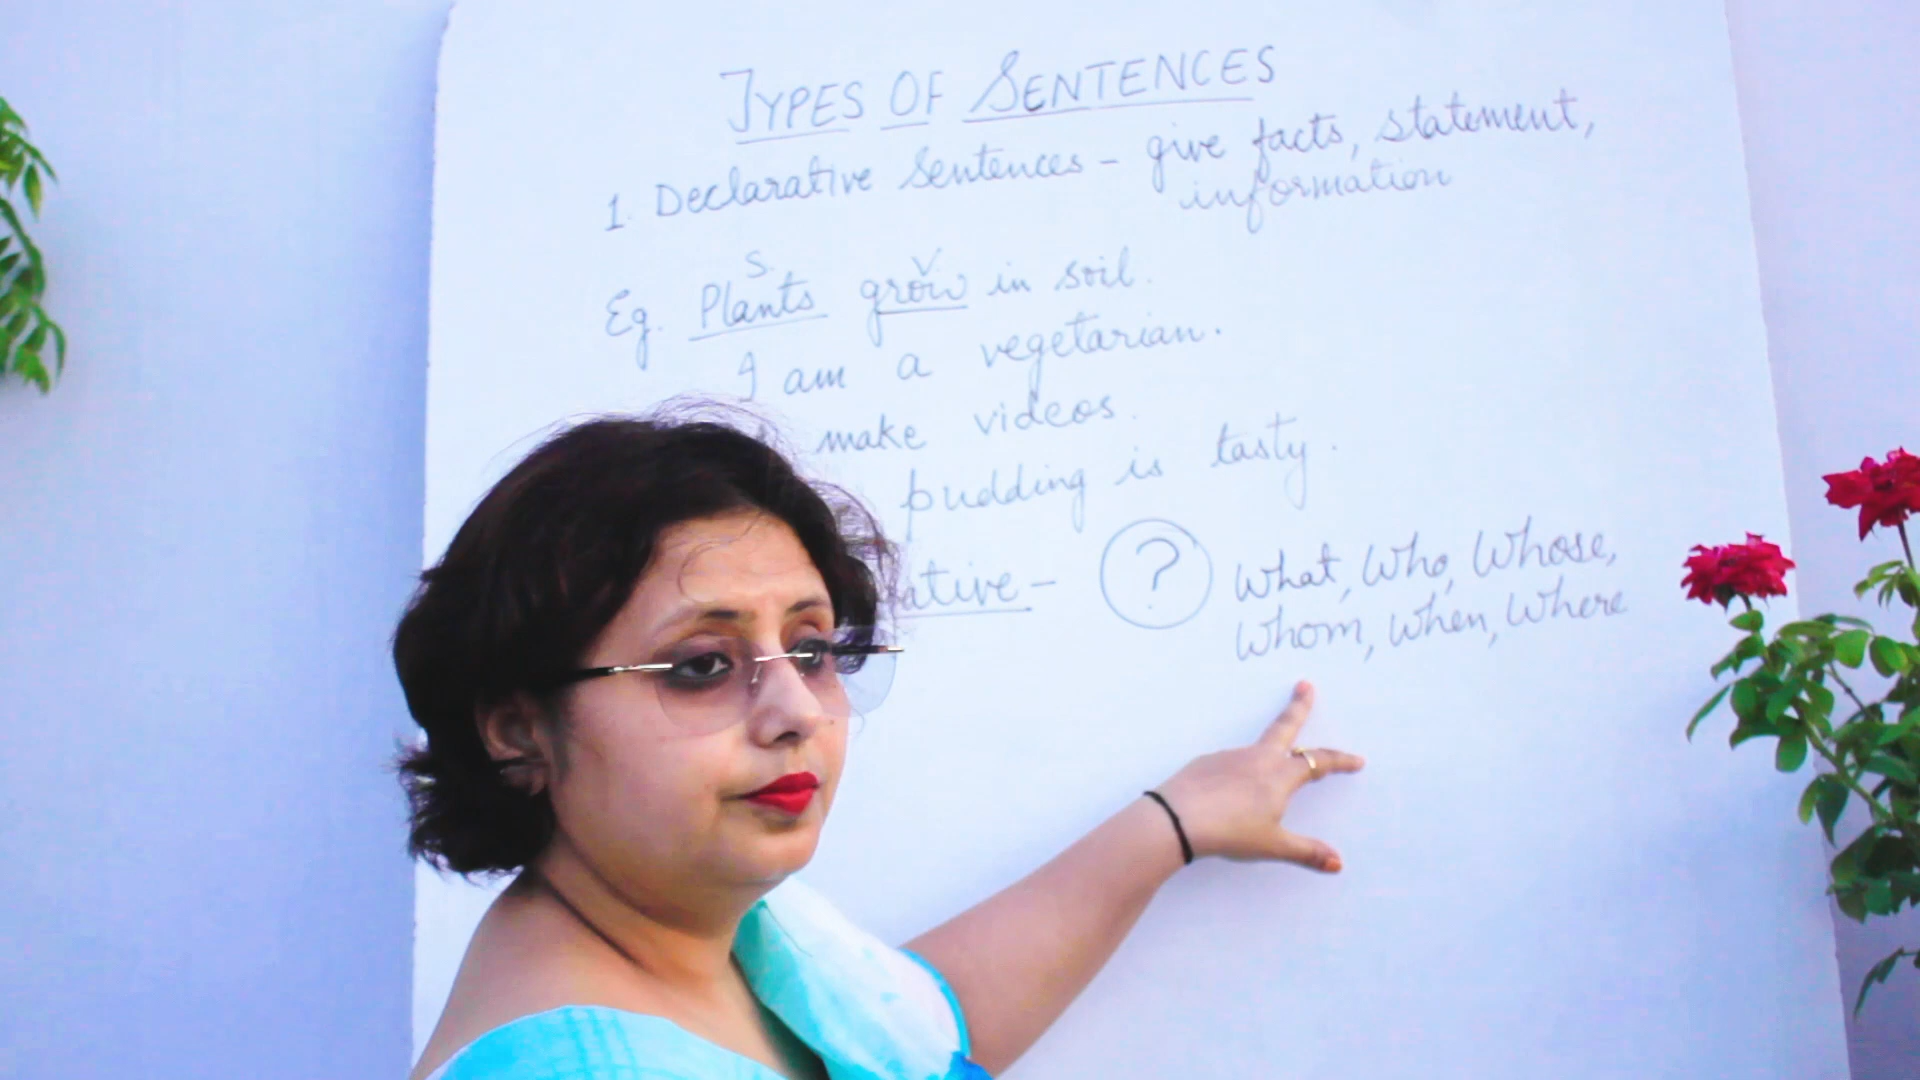 TYPES OF SENTENCES
1. Declarative Sentences - give facts, statement,
information
S. V
Eg. Plants grow in soil.
I am a vegetarian.
make videos.
pudding is tasty.
ative - ? What, Who, Whose,
Whom, When, Where